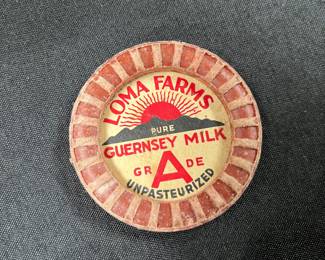 LOMA FARMS
PURE
GUERNSEY MILK
GRADE
A
UNPASTEURIZED